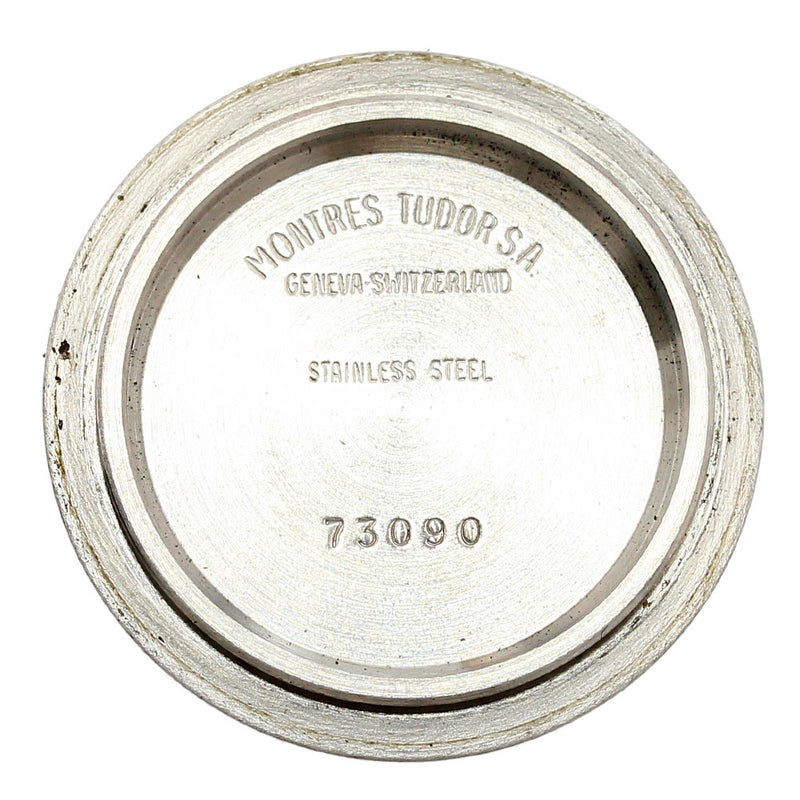 MONTRES TUDOR S.A.
GENEVA-SWITZERLAND
STAINLESS STEEL
73090